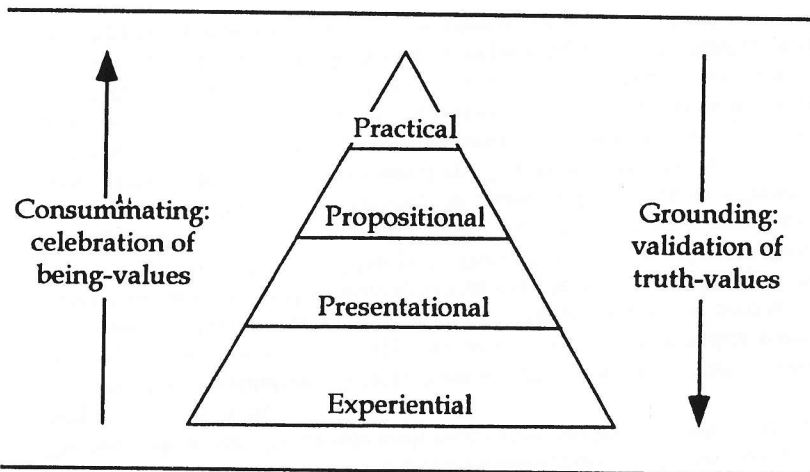 Practical
Consummating:
celebration of
being-values
Propositional
Grounding:
validation of
truth-values
Presentational
Experiential